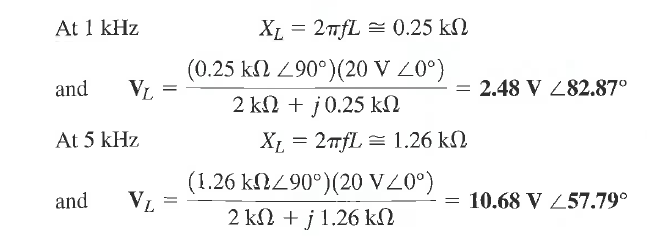 At 1 kHz X_L = 2πfL ≅ 0.25 kΩ
and V_L = (0.25 kΩ ∠90°)(20 V ∠0°) / 2 kΩ + j0.25 kΩ = 2.48 V ∠82.87°
At 5 kHz X_L = 2πfL ≅ 1.26 kΩ
and V_L = (1.26 kΩ∠90°)(20 V∠0°) / 2 kΩ + j 1.26 kΩ = 10.68 V ∠57.79°